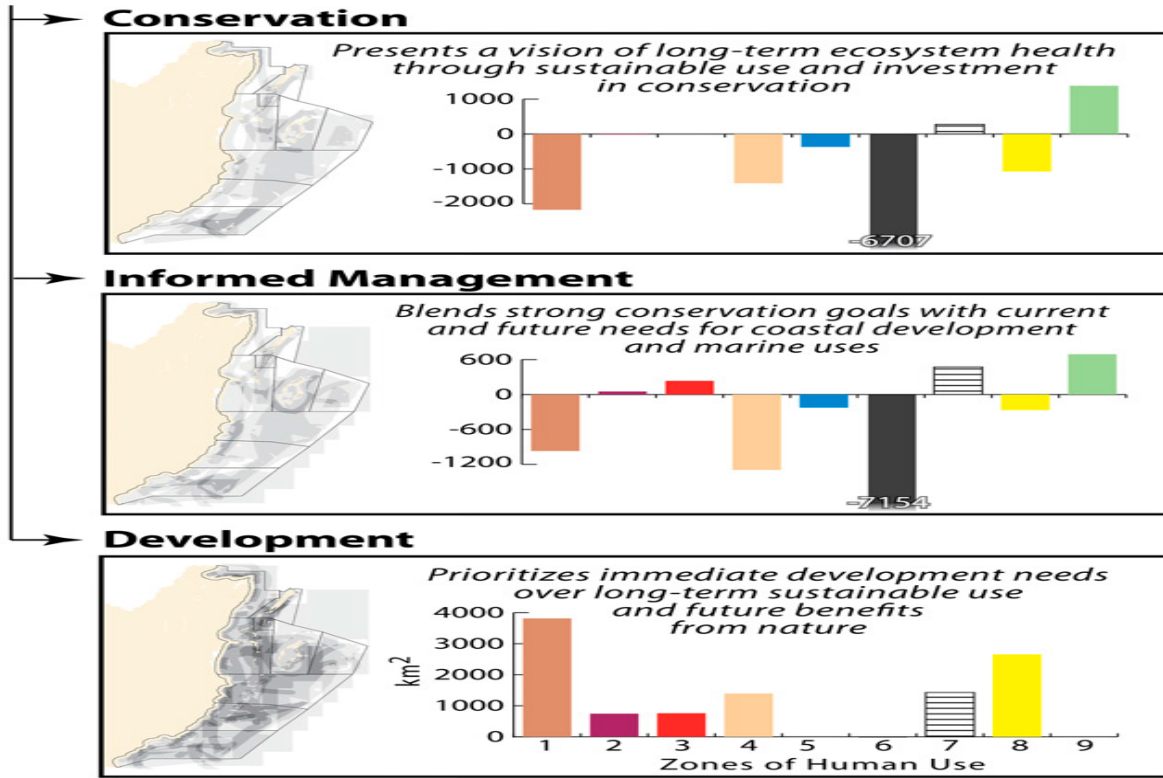 Conservation
Presents a vision of long-term ecosystem health
through sustainable use and investment
in conservation
1000
0
-1000
-2000
-6707
Informed Management
Blends strong conservation goals with current
and future needs for coastal development
and marine uses
600
0
-600
-1200
-7154
Development
Prioritizes immediate development needs
over long-term sustainable use
and future benefits
from nature
4000
3000
2000
1000
0
km²
1 2 3 4 5 6 7 8 9
Zones of Human Use